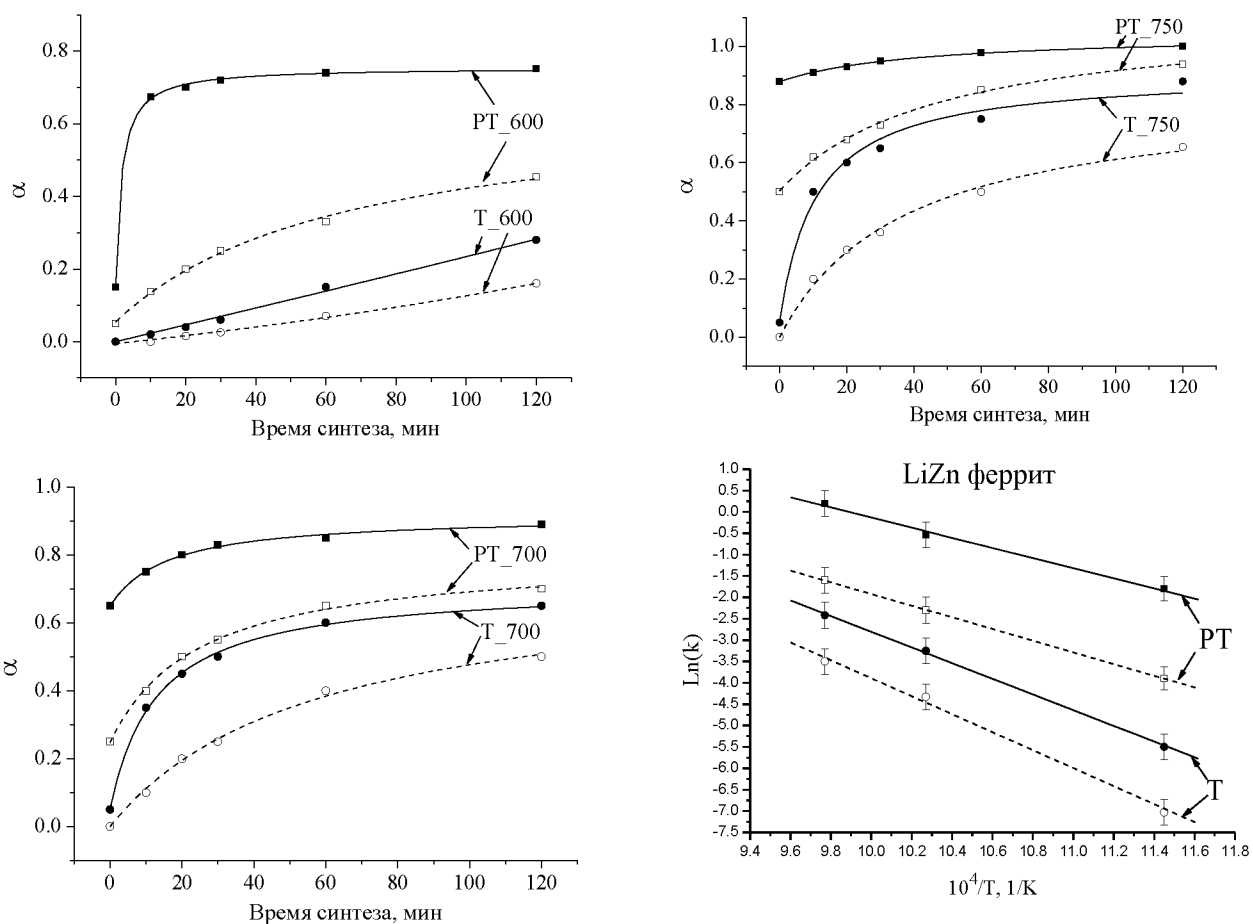 0.8
0.6
0.4
0.2
0.0
α
PT_600
T_600
0 20 40 60 80 100 120
Время синтеза, мин
1.0
0.8
0.6
0.4
0.2
0.0
α
PT_750
T_750
0 20 40 60 80 100 120
Время синтеза, мин
1.0
0.8
0.6
0.4
0.2
0.0
α
PT_700
T_700
0 20 40 60 80 100 120
Время синтеза, мин
LiZn феррит
1.0
0.5
0.0
-0.5
-1.0
-1.5
-2.0
-2.5
-3.0
-3.5
-4.0
-4.5
-5.0
-5.5
-6.0
-6.5
-7.0
-7.5
Ln(k)
PT
T
9.4 9.6 9.8 10.0 10.2 10.4 10.6 10.8 11.0 11.2 11.4 11.6 11.8
10⁴/T, 1/K